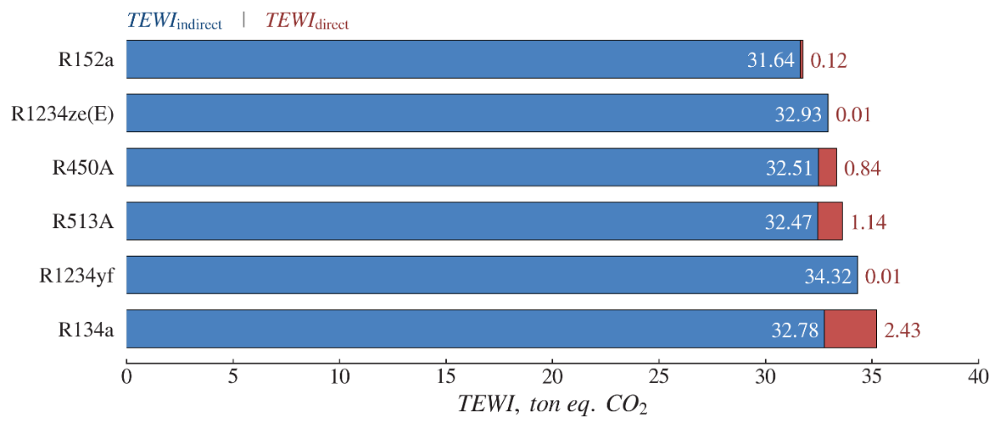 TEWIindirect | TEWIdirect
R152a 31.64 0.12
R1234ze(E) 32.93 0.01
R450A 32.51 0.84
R513A 32.47 1.14
R1234yf 34.32 0.01
R134a 32.78 2.43
0 5 10 15 20 25 30 35 40
TEWI, ton eq. CO₂